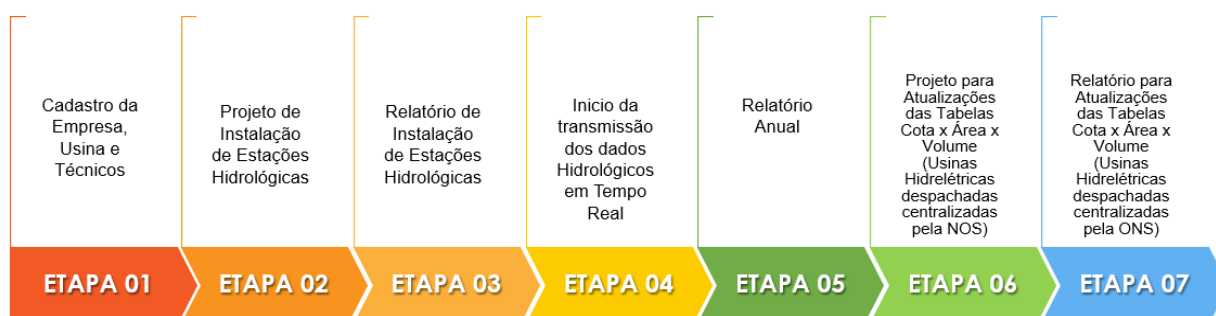 Cadastro da
Empresa,
Usina e
Técnicos
ETAPA 01
Projeto de
Instalação
de Estações
Hidrológicas
ETAPA 02
Relatório de
Instalação
de Estações
Hidrológicas
ETAPA 03
Inicio da
transmissão
dos dados
Hidrológicos
em Tempo
Real
ETAPA 04
Relatório
Anual
ETAPA 05
Projeto para
Atualizações
das Tabelas
Cota x Área x
Volume
(Usinas
Hidrelétricas
despachadas
centralizadas
pela NOS)
ETAPA 06
Relatório para
Atualizações
das Tabelas
Cota x Área x
Volume
(Usinas
Hidrelétricas
despachadas
centralizadas
pela ONS)
ETAPA 07